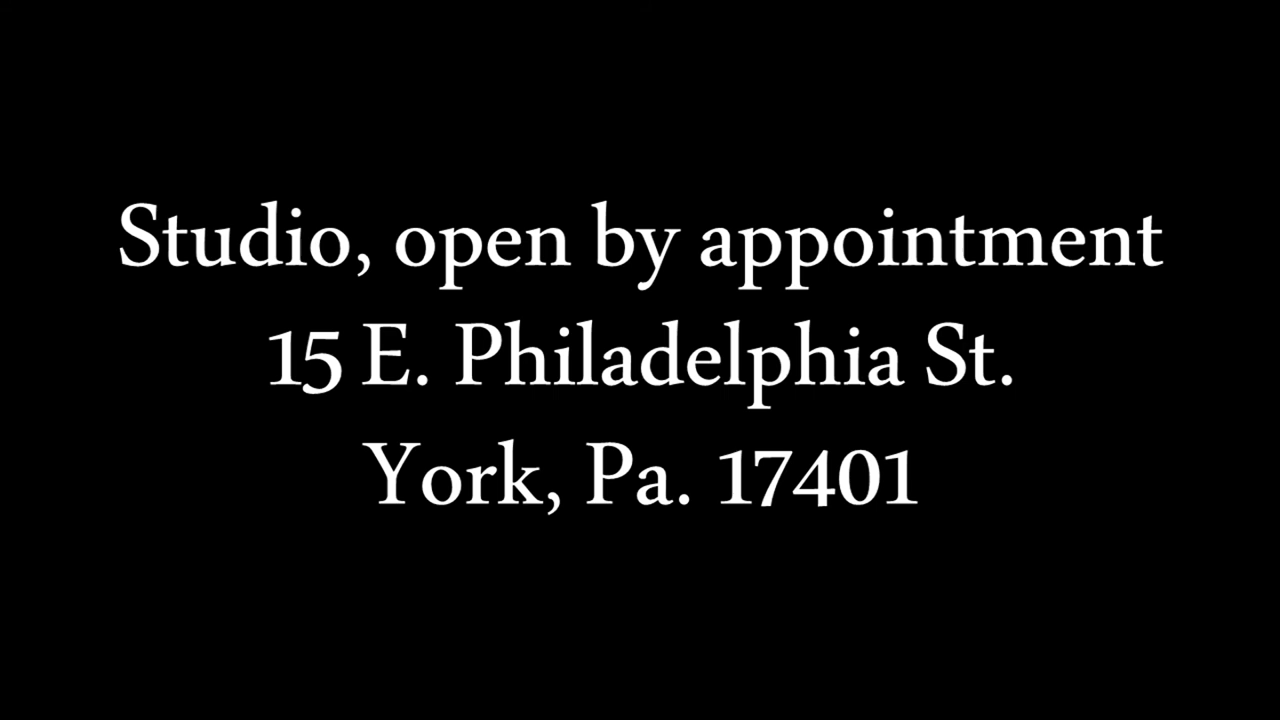 Studio, open by appointment
15 E. Philadelphia St.
York, Pa. 17401